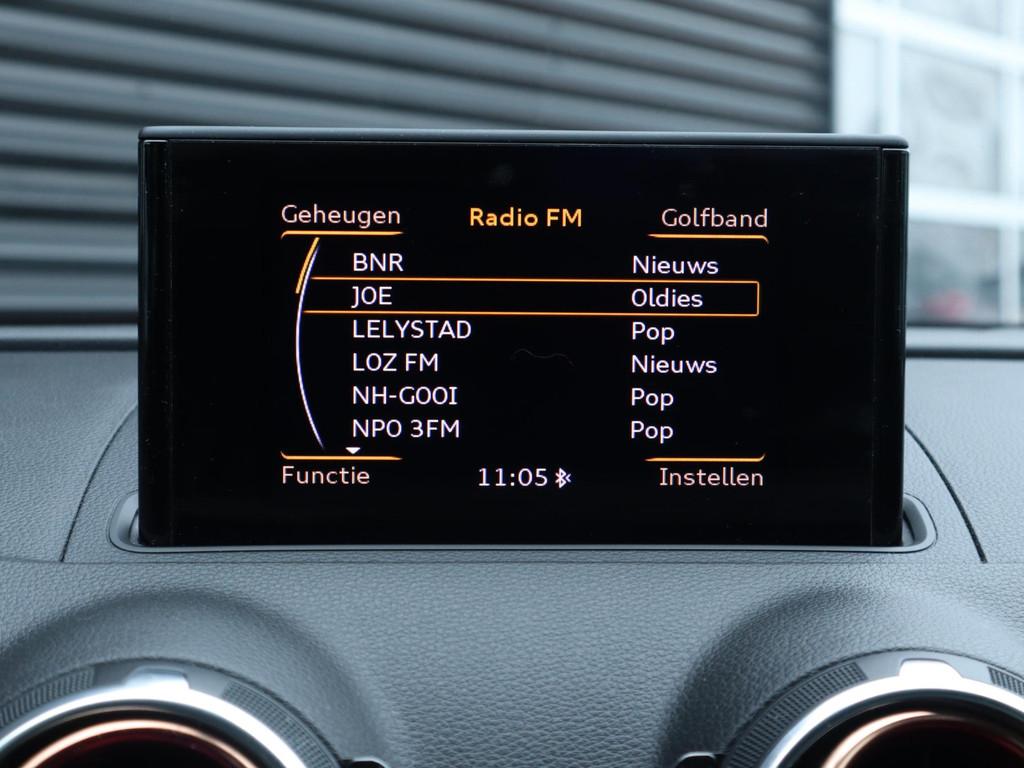 Geheugen Radio FM Golfband
BNR Nieuws
JOE Oldies
LELYSTAD Pop
LOZ FM Nieuws
NH-GOOI Pop
NPO 3FM Pop
Functie 11:05 Instellen